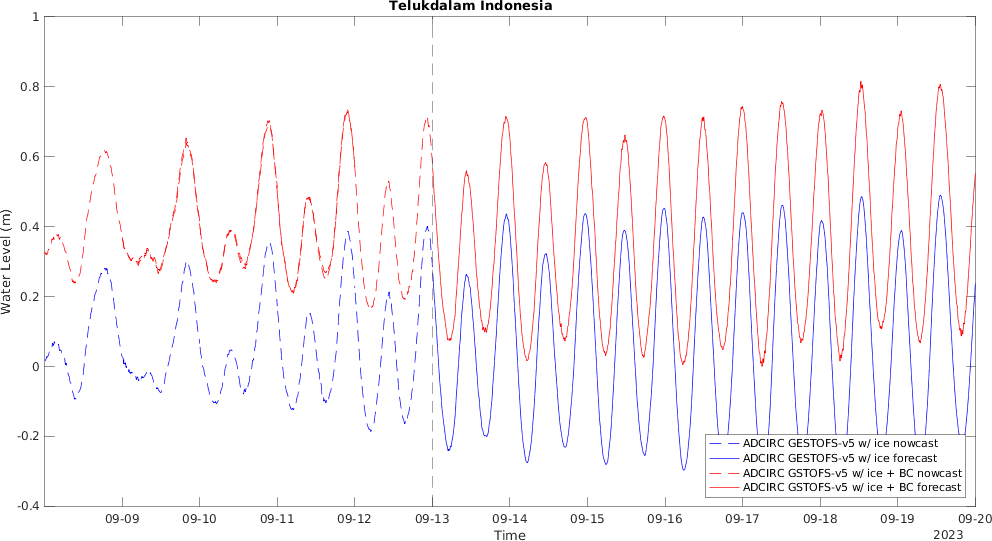 Telukdalam Indonesia
Water Level (m)
1
0.8
0.6
0.4
0.2
0
-0.2
-0.4
ADCIRC GESTOFS-v5 w/ ice nowcast
ADCIRC GESTOFS-v5 w/ ice forecast
ADCIRC GSTOFS-v5 w/ ice + BC nowcast
ADCIRC GSTOFS-v5 w/ ice + BC forecast
09-09 09-10 09-11 09-12 09-13 09-14 09-15 09-16 09-17 09-18 09-19 09-20
Time
2023